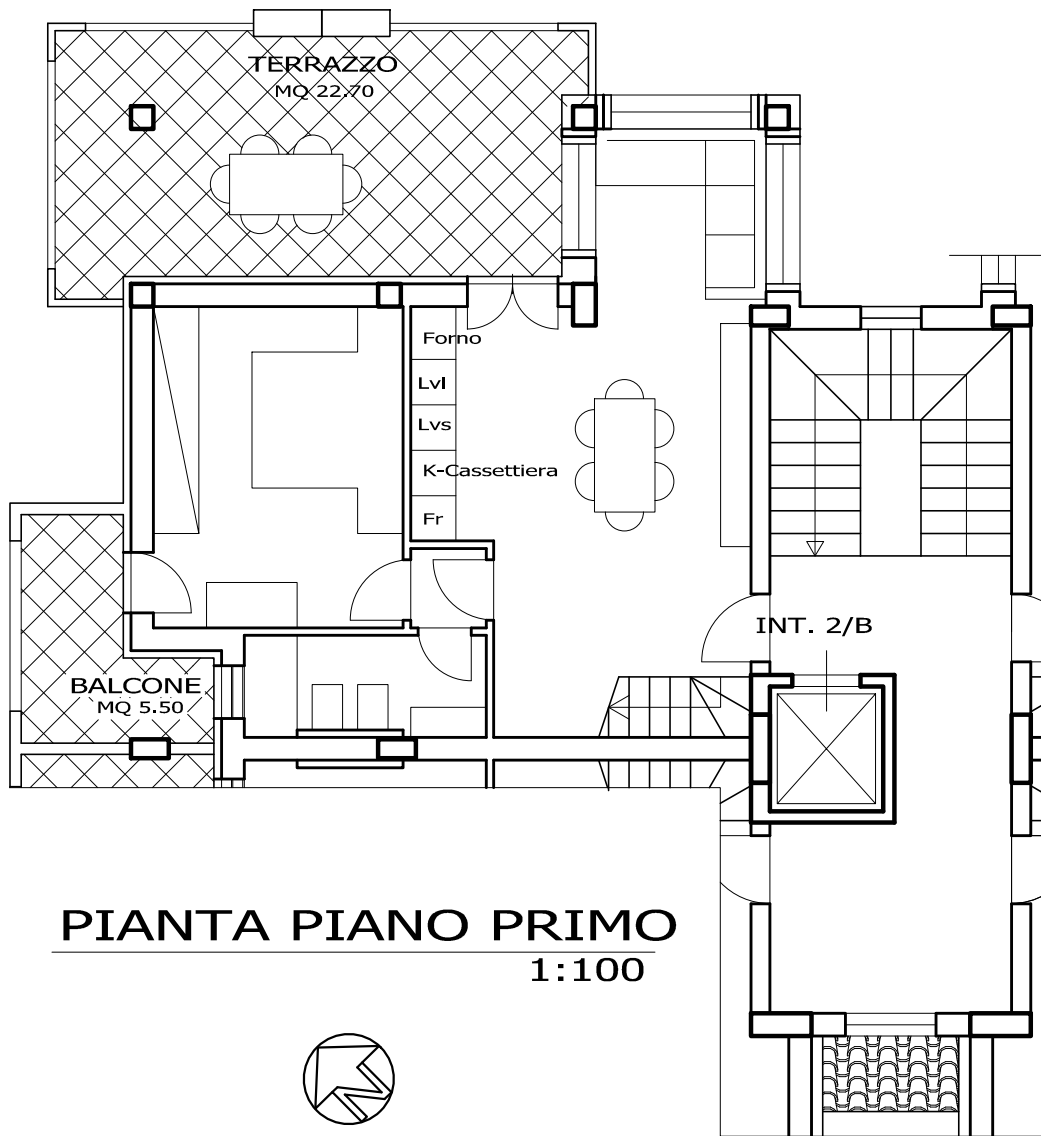 TERRAZZO
MQ 22.70
Forno
Lvl
Lvs
K-Cassettiera
Fr
INT. 2/B
BALCONE
MQ 5.50
PIANTA PIANO PRIMO
1:100